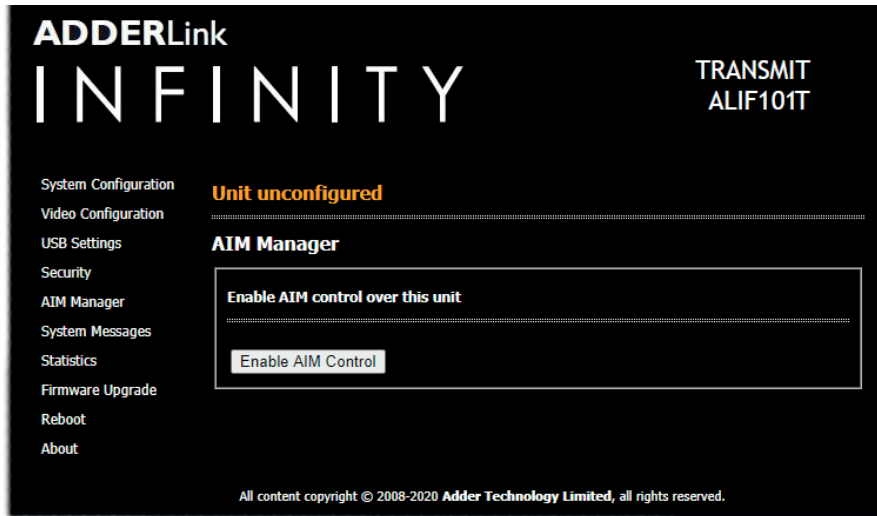 ADDERLink
INFINITY
TRANSMIT
ALIF101T
System Configuration
Video Configuration
USB Settings
Security
AIM Manager
System Messages
Statistics
Firmware Upgrade
Reboot
About
Unit unconfigured
AIM Manager
Enable AIM control over this unit
Enable AIM Control
All content copyright © 2008-2020 Adder Technology Limited, all rights reserved.